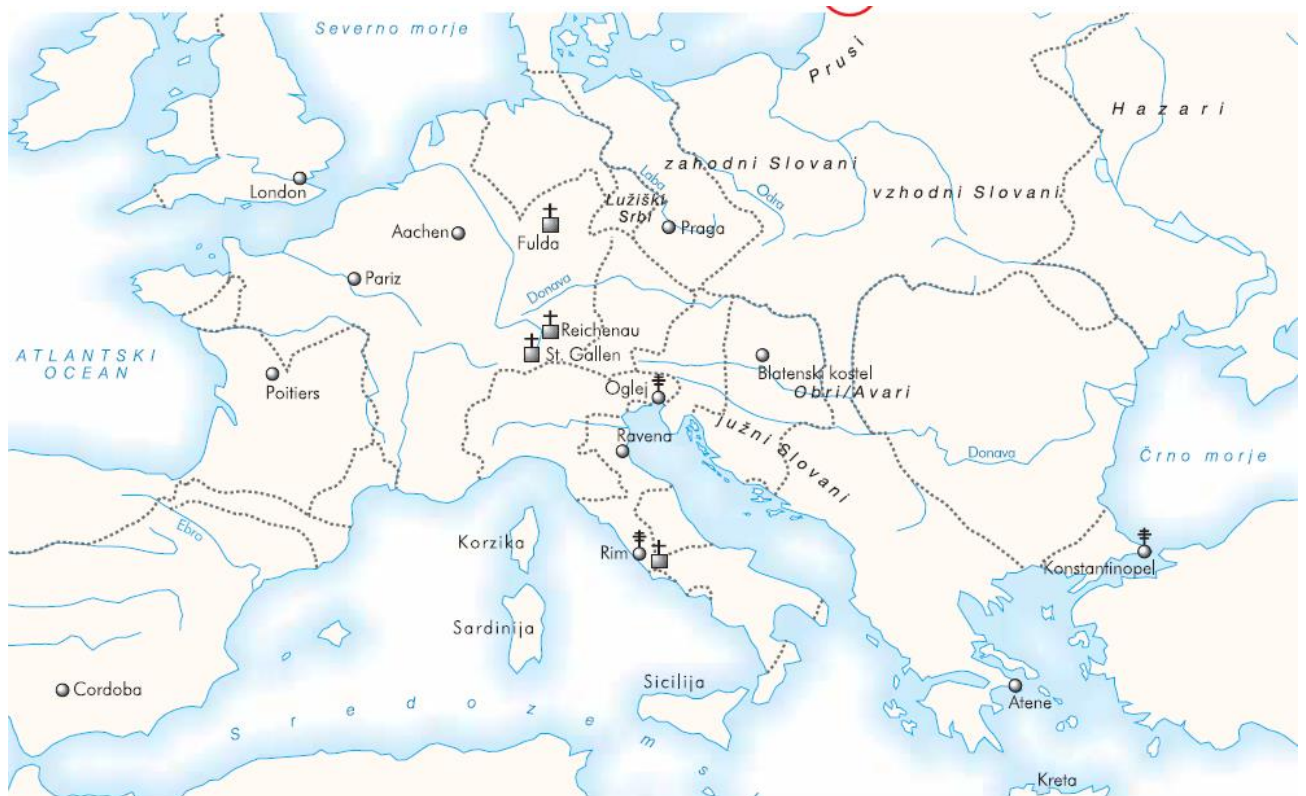 Severno morje
Prusi
Hazari
zahodni Slovani
Laba
Odra
vzhodni Slovani
London
Lužiški
Srbi
Praga
Aachen
Fulda
Pariz
Donava
Reichenau
St. Gallen
ATLANTSKI
OCEAN
Poitiers
Blatenski kostel
Oglej
Obri/Avari
južni Slovani
Ravena
Donava
Črno morje
Ebro
Korzika
Rim
Konstantinopel
Sardinija
Sicilija
Cordoba
Atene
Sredozems
Kreta